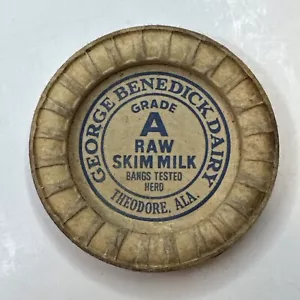 GEORGE BENEDICK DAIRY
GRADE
A
RAW
SKIM MILK
BANGS TESTED
HERD
THEODORE, ALA.